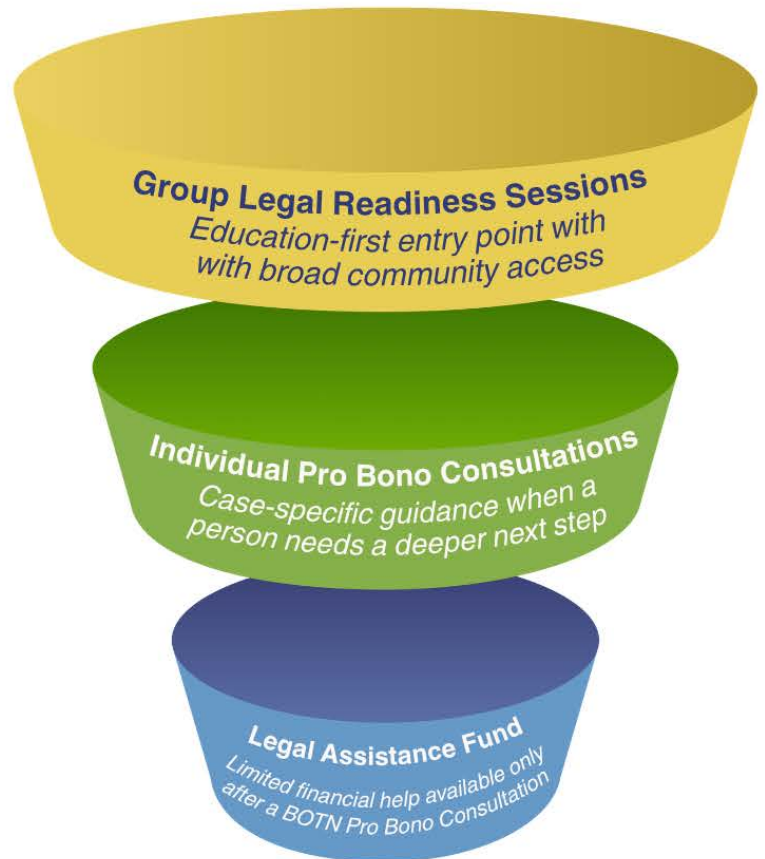 Group Legal Readiness Sessions
Education-first entry point with
with broad community access
Individual Pro Bono Consultations
Case-specific guidance when a
person needs a deeper next step
Legal Assistance Fund
Limited financial help available only
after a BOTN Pro Bono Consultation